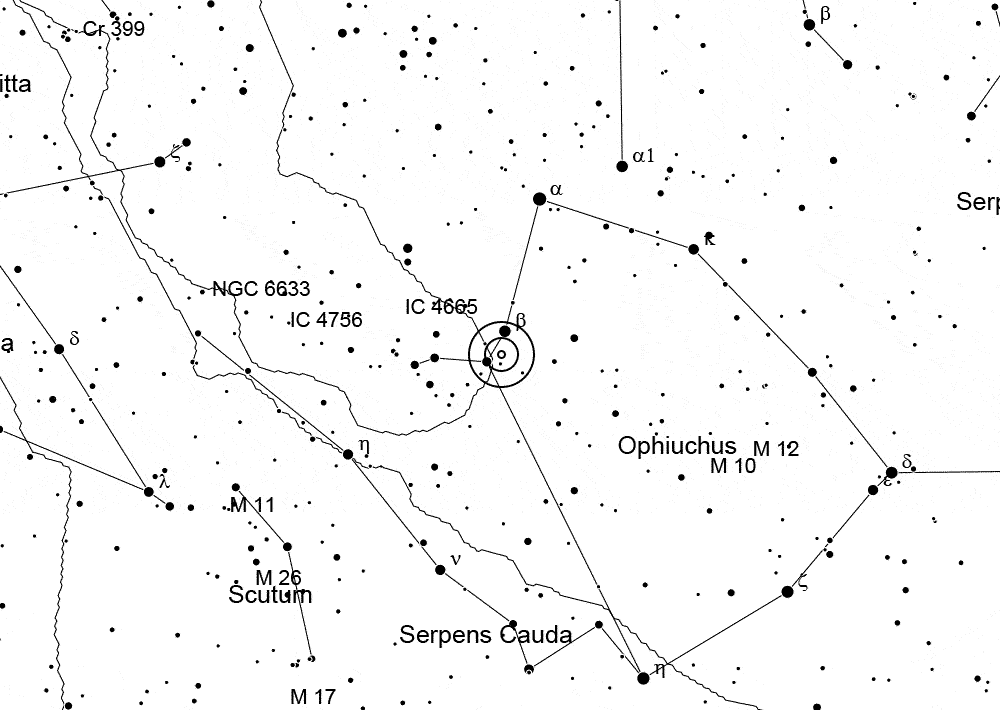 β
Cr 399
itta
ζ
α1
α
Serp
κ
NGC 6633
IC 4665
IC 4756
β
δ
a
η
Ophiuchus
M 12
M 10
δ
ε
λ
M 11
ν
M 26
ζ
Scutum
Serpens Cauda
η
M 17